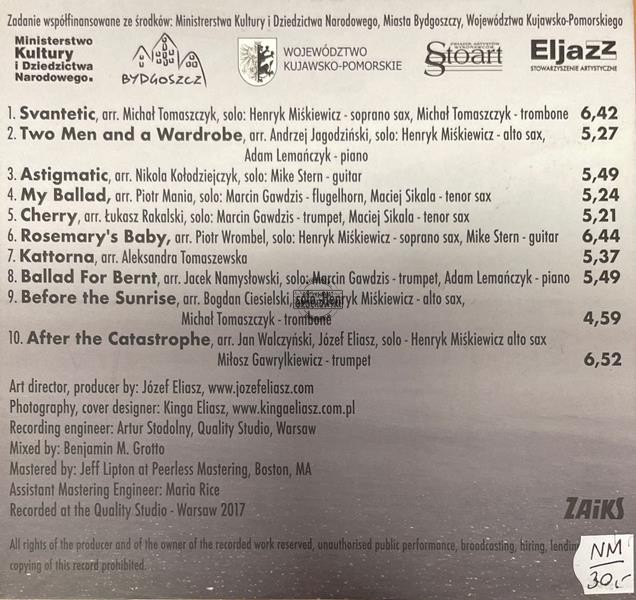 Zadanie współfinansowane ze środków: Ministrerstwa Kultury i Dziedzictwa Narodowego, Miasta Bydgoszczy, Województwa Kujawsko-Pomorskiego
Ministerstwo
Kultury
i Dziedzictwa
Narodowego.
BYDGOSZCZ
WOJEWÓDZTWO
KUJAWSKO-POMORSKIE
ZWIĄZEK ARTYSTÓW
WYKONAWCÓW
Stoart
Eljazz
STOWARZYSZENIE ARTYSTYCZNE
1. Svantetic, arr. Michał Tomaszczyk, solo: Henryk Miśkiewicz - soprano sax, Michał Tomaszczyk - trombone 6,42
2. Two Men and a Wardrobe, arr. Andrzej Jagodziński, solo: Henryk Miśkiewicz - alto sax, 5,27
Adam Lemańczyk - piano
3. Astigmatic, arr. Nikola Kołodziejczyk, solo: Mike Stern - guitar 5,49
4. My Ballad, arr. Piotr Mania, solo: Marcin Gawdzis - flugelhorn, Maciej Sikala - tenor sax 5,24
5. Cherry, arr. Łukasz Rakalski, solo: Marcin Gawdzis - trumpet, Maciej Sikala - tenor sax 5,21
6. Rosemary's Baby, arr. Piotr Wrombel, solo: Henryk Miśkiewicz - soprano sax, Mike Stern - guitar 6,44
7. Kattorna, arr. Aleksandra Tomaszewska 5,37
8. Ballad For Bernt, arr. Jacek Namysłowski, solo: Marcin Gawdzis - trumpet, Adam Lemańczyk - piano 5,49
9. Before the Sunrise, arr. Bogdan Ciesielski, solo: Henryk Miśkiewicz - alto sax,
Michał Tomaszczyk - trombone 4,59
10. After the Catastrophe, arr. Jan Walczyński, Józef Eliasz, solo - Henryk Miśkiewicz alto sax
Miłosz Gawryłkiewicz - trumpet 6,52
Art director, producer by: Józef Eliasz, www.jozefeliasz.com
Photography, cover designer: Kinga Eliasz, www.kingaeliasz.com.pl
Recording engineer: Artur Stodolny, Quality Studio, Warsaw
Mixed by: Benjamin M. Grotto
Mastered by: Jeff Lipton at Peerless Mastering, Boston, MA
Assistant Mastering Engineer: Maria Rice
Recorded at the Quality Studio - Warsaw 2017
ZAiKS
All rights of the producer and of the owner of the recorded work reserved, unauthorised public performance, broadcasting, hiring,
copying of this record prohibited.
NM
30,-